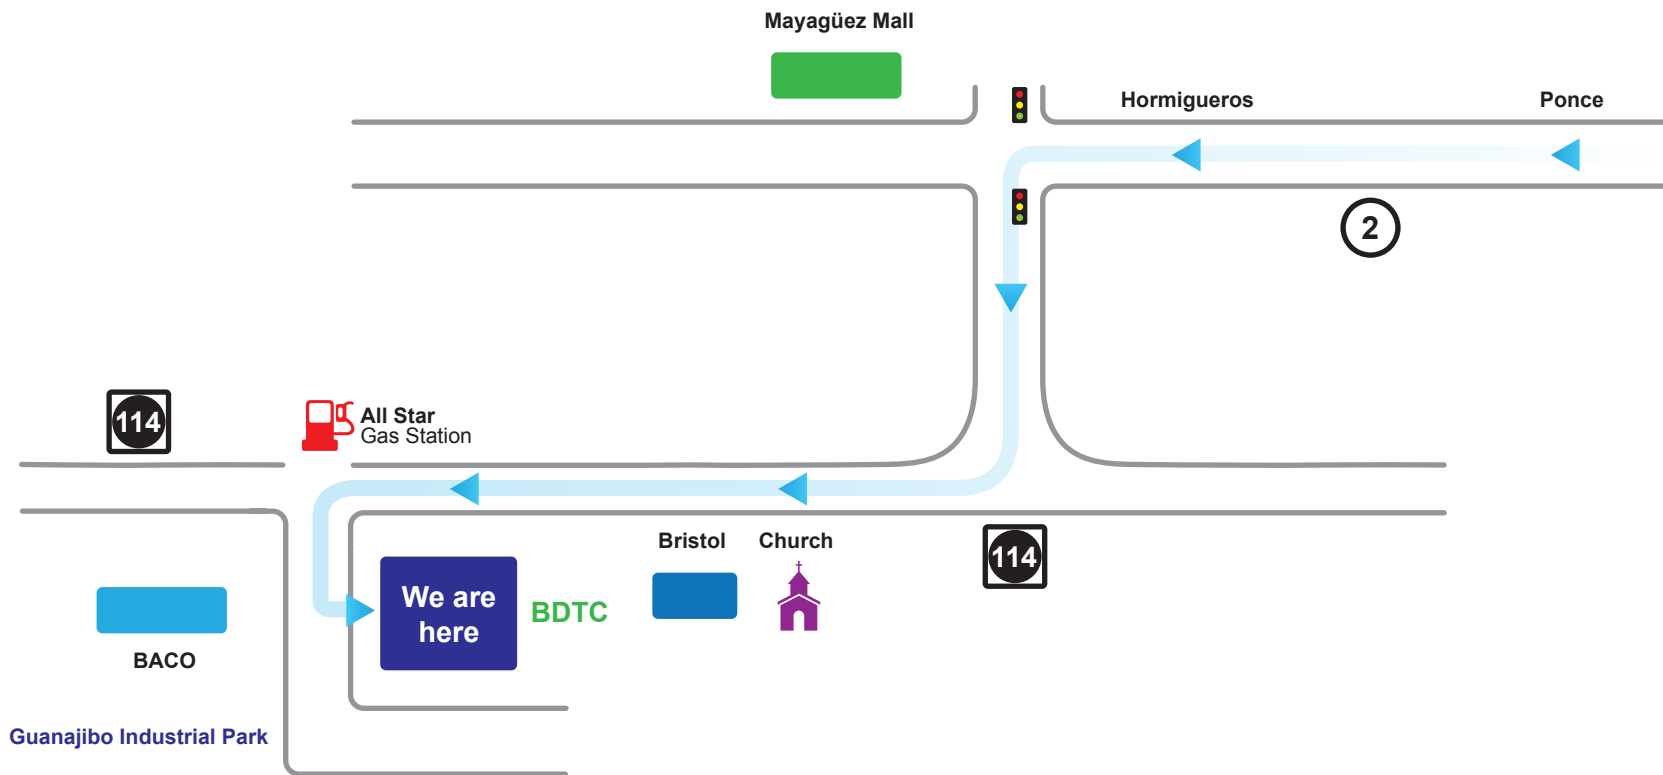 Mayagüez Mall
Hormigueros
Ponce
2
114
All Star
Gas Station
Bristol
Church
114
We are
here
BDTC
BACO
Guanajibo Industrial Park